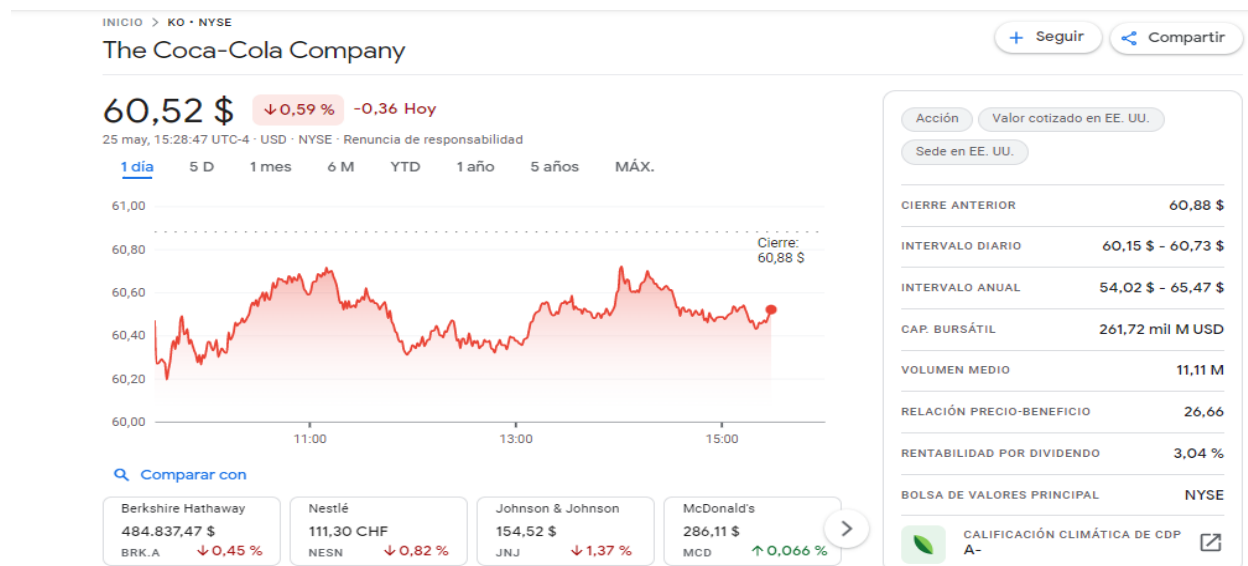 INICIO > KO • NYSE
The Coca-Cola Company
+ Seguir
Compartir
60,52 $ ↓0,59 % -0,36 Hoy
25 may, 15:28:47 UTC-4 · USD · NYSE · Renuncia de responsabilidad
1 día 5 D 1 mes 6 M YTD 1 año 5 años MÁX.
61,00
60,80
60,60
60,40
60,20
60,00
Cierre:
60,88 $
11:00 13:00 15:00
Comparar con
Berkshire Hathaway
484.837,47 $
BRK.A ↓0,45 %
Nestlé
111,30 CHF
NESN ↓0,82 %
Johnson & Johnson
154,52 $
JNJ ↓1,37 %
McDonald's
286,11 $
MCD ↑0,066 %
Acción Valor cotizado en EE. UU.
Sede en EE. UU.
CIERRE ANTERIOR 60,88 $
INTERVALO DIARIO 60,15 $ - 60,73 $
INTERVALO ANUAL 54,02 $ - 65,47 $
CAP. BURSÁTIL 261,72 mil M USD
VOLUMEN MEDIO 11,11 M
RELACIÓN PRECIO-BENEFICIO 26,66
RENTABILIDAD POR DIVIDENDO 3,04 %
BOLSA DE VALORES PRINCIPAL NYSE
CALIFICACIÓN CLIMÁTICA DE CDP
A-